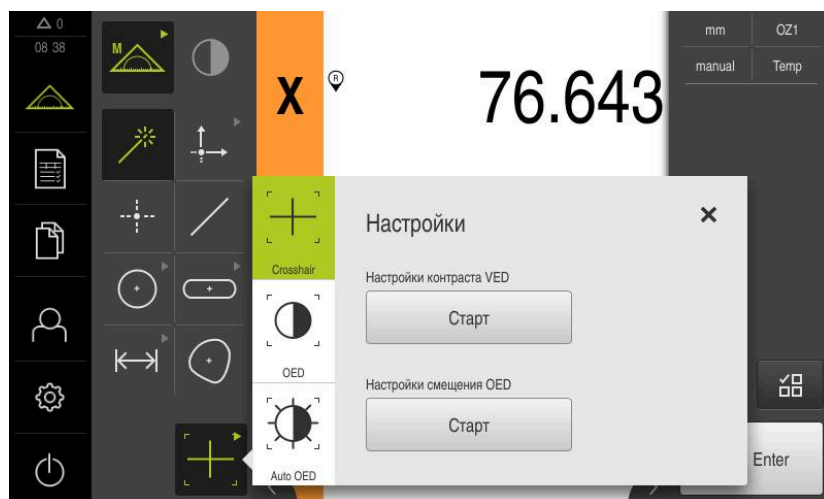 0
08 38
M
X
R
76.643
mm
OZ1
manual
Temp
Crosshair
Настройки
Настройки контраста VED
Старт
OED
Настройки смещения OED
Старт
Auto OED
Enter